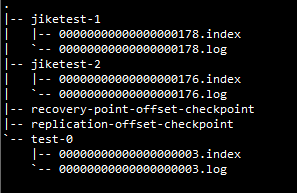 .
|-- jiketest-1
|   |-- 00000000000000000178.index
|   `-- 00000000000000000178.log
|-- jiketest-2
|   |-- 00000000000000000176.index
|   `-- 00000000000000000176.log
|-- recovery-point-offset-checkpoint
|-- replication-offset-checkpoint
`-- test-0
    |-- 00000000000000000003.index
    `-- 00000000000000000003.log